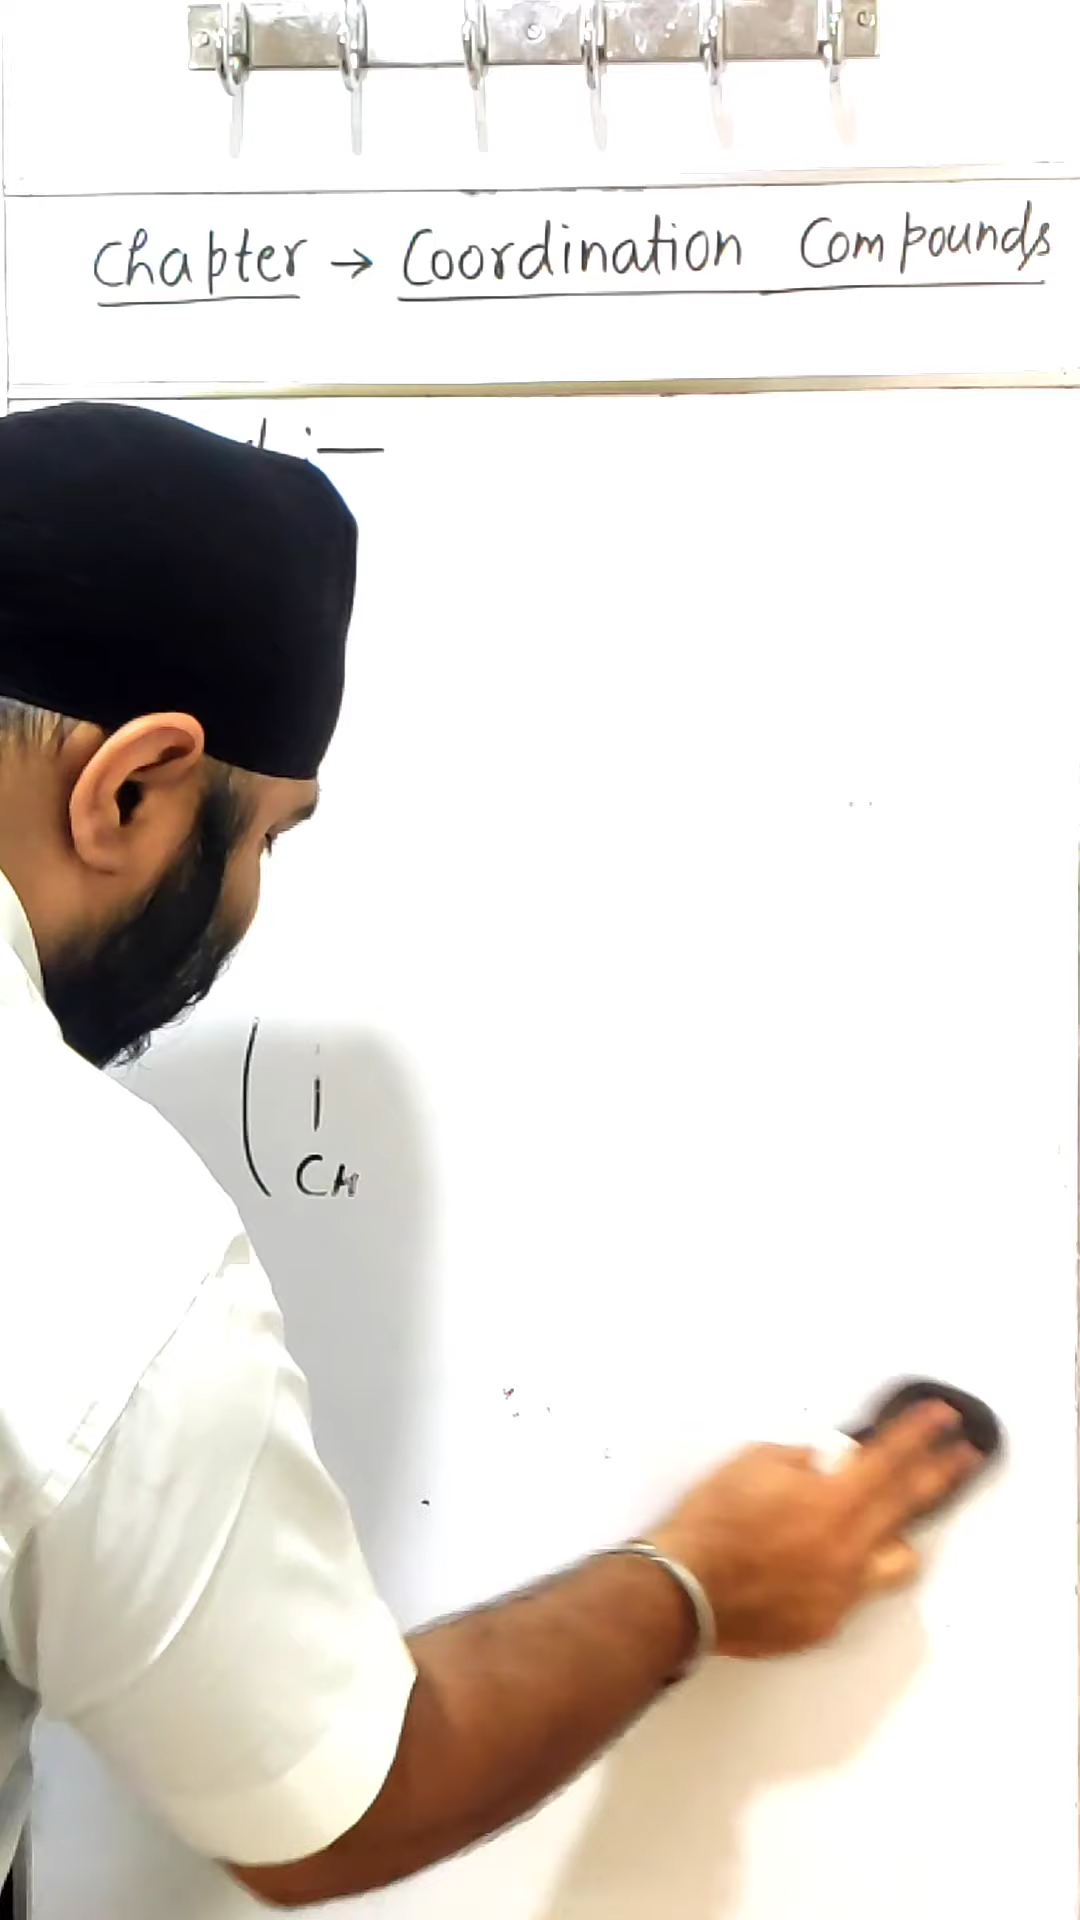 Chapter → Coordination Compounds
( |
CH